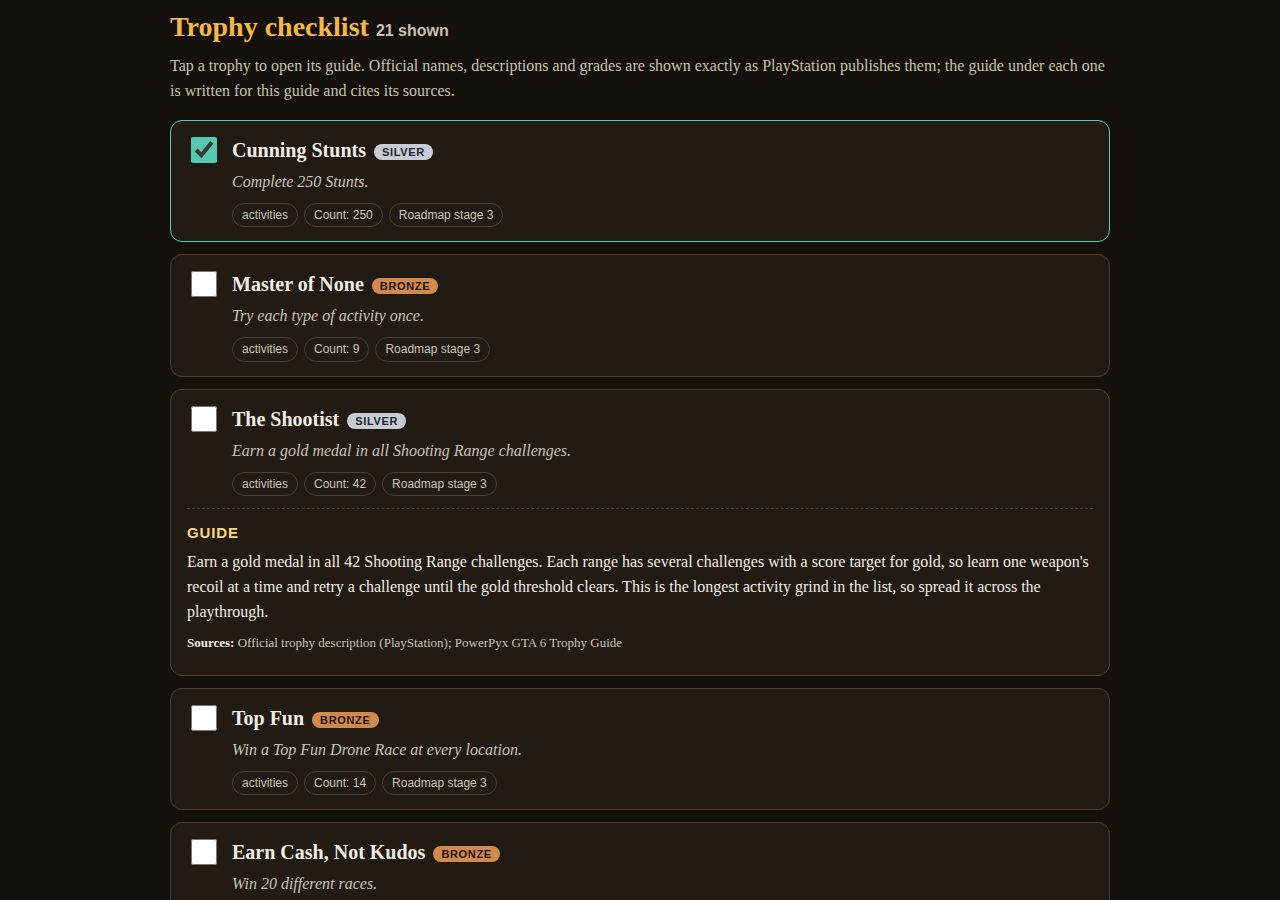 Trophy checklist 21 shown
Tap a trophy to open its guide. Official names, descriptions and grades are shown exactly as PlayStation publishes them; the guide under each one
is written for this guide and cites its sources.
Cunning Stunts SILVER
Complete 250 Stunts.
activities Count: 250 Roadmap stage 3
Master of None BRONZE
Try each type of activity once.
activities Count: 9 Roadmap stage 3
The Shootist SILVER
Earn a gold medal in all Shooting Range challenges.
activities Count: 42 Roadmap stage 3
GUIDE
Earn a gold medal in all 42 Shooting Range challenges. Each range has several challenges with a score target for gold, so learn one weapon's
recoil at a time and retry a challenge until the gold threshold clears. This is the longest activity grind in the list, so spread it across the
playthrough.
Sources: Official trophy description (PlayStation); PowerPyx GTA 6 Trophy Guide
Top Fun BRONZE
Win a Top Fun Drone Race at every location.
activities Count: 14 Roadmap stage 3
Earn Cash, Not Kudos BRONZE
Win 20 different races.